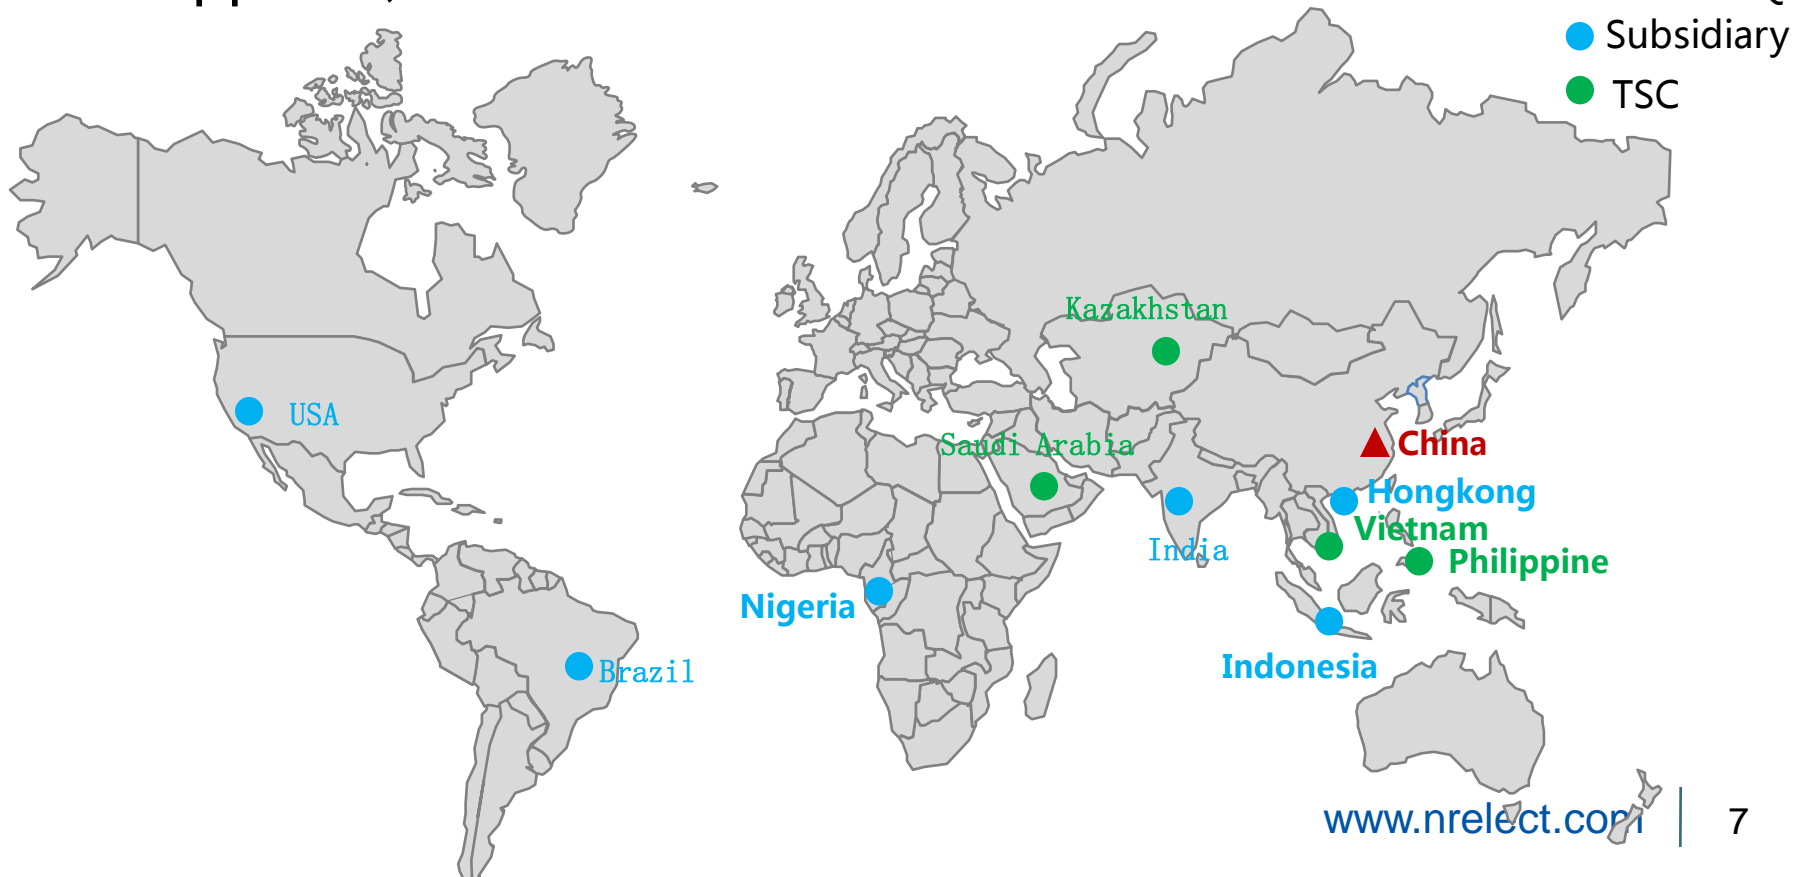 Subsidiary
TSC
Kazakhstan
USA
Saudi Arabia
China
Hongkong
Vietnam
India
Philippine
Nigeria
Indonesia
Brazil
www.nrelect.com
7